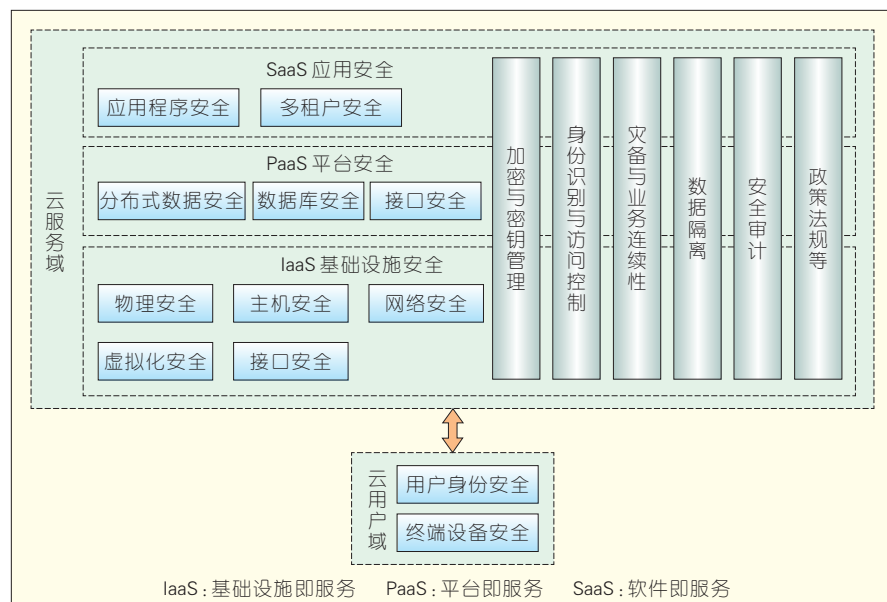 云服务域
SaaS 应用安全
应用程序安全
多租户安全
PaaS 平台安全
分布式数据安全
数据库安全
接口安全
IaaS 基础设施安全
物理安全
主机安全
网络安全
虚拟化安全
接口安全
加密与密钥管理
身份识别与访问控制
灾备与业务连续性
数据隔离
安全审计
政策法规等
云用户域
用户身份安全
终端设备安全
IaaS:基础设施即服务 PaaS:平台即服务 SaaS:软件即服务